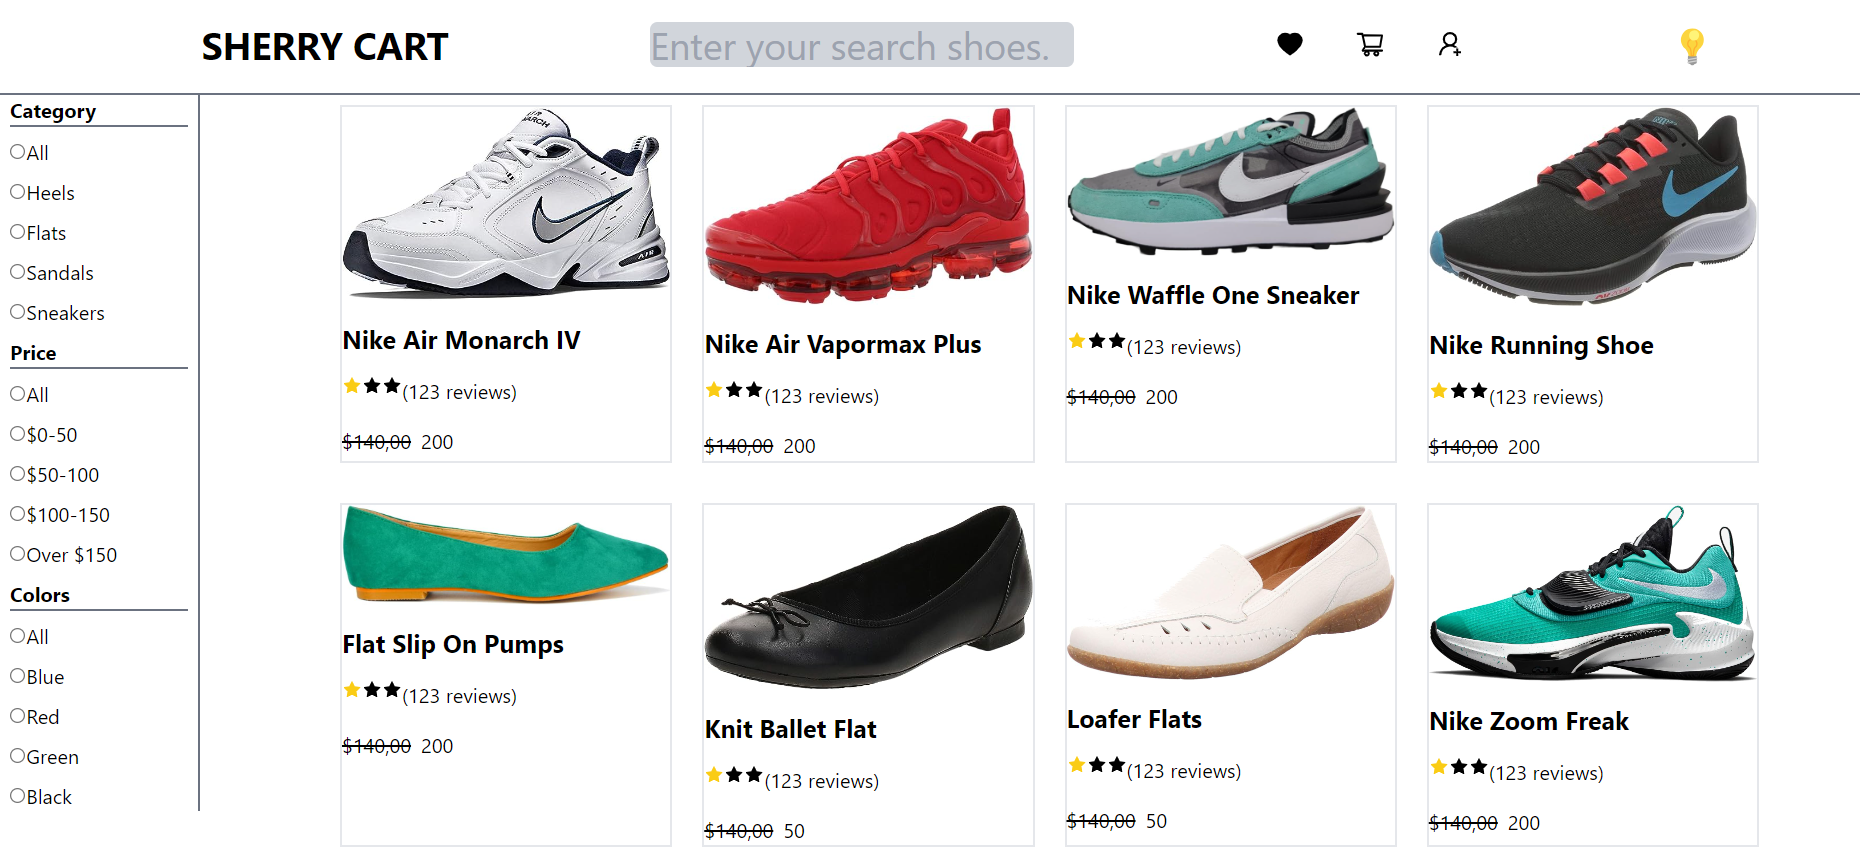 SHERRY CART
Enter your search shoes.
Category
All
Heels
Flats
Sandals
Sneakers
Price
All
$0-50
$50-100
$100-150
Over $150
Colors
All
Blue
Red
Green
Black
AIR
Nike Air Monarch IV
(123 reviews)
$140,00 200
Nike Air Vapormax Plus
(123 reviews)
$140,00 200
Nike Waffle One Sneaker
(123 reviews)
$140,00 200
Nike Running Shoe
(123 reviews)
$140,00 200
Flat Slip On Pumps
(123 reviews)
$140,00 200
Knit Ballet Flat
(123 reviews)
$140,00 50
Loafer Flats
(123 reviews)
$140,00 50
Nike Zoom Freak
(123 reviews)
$140,00 200